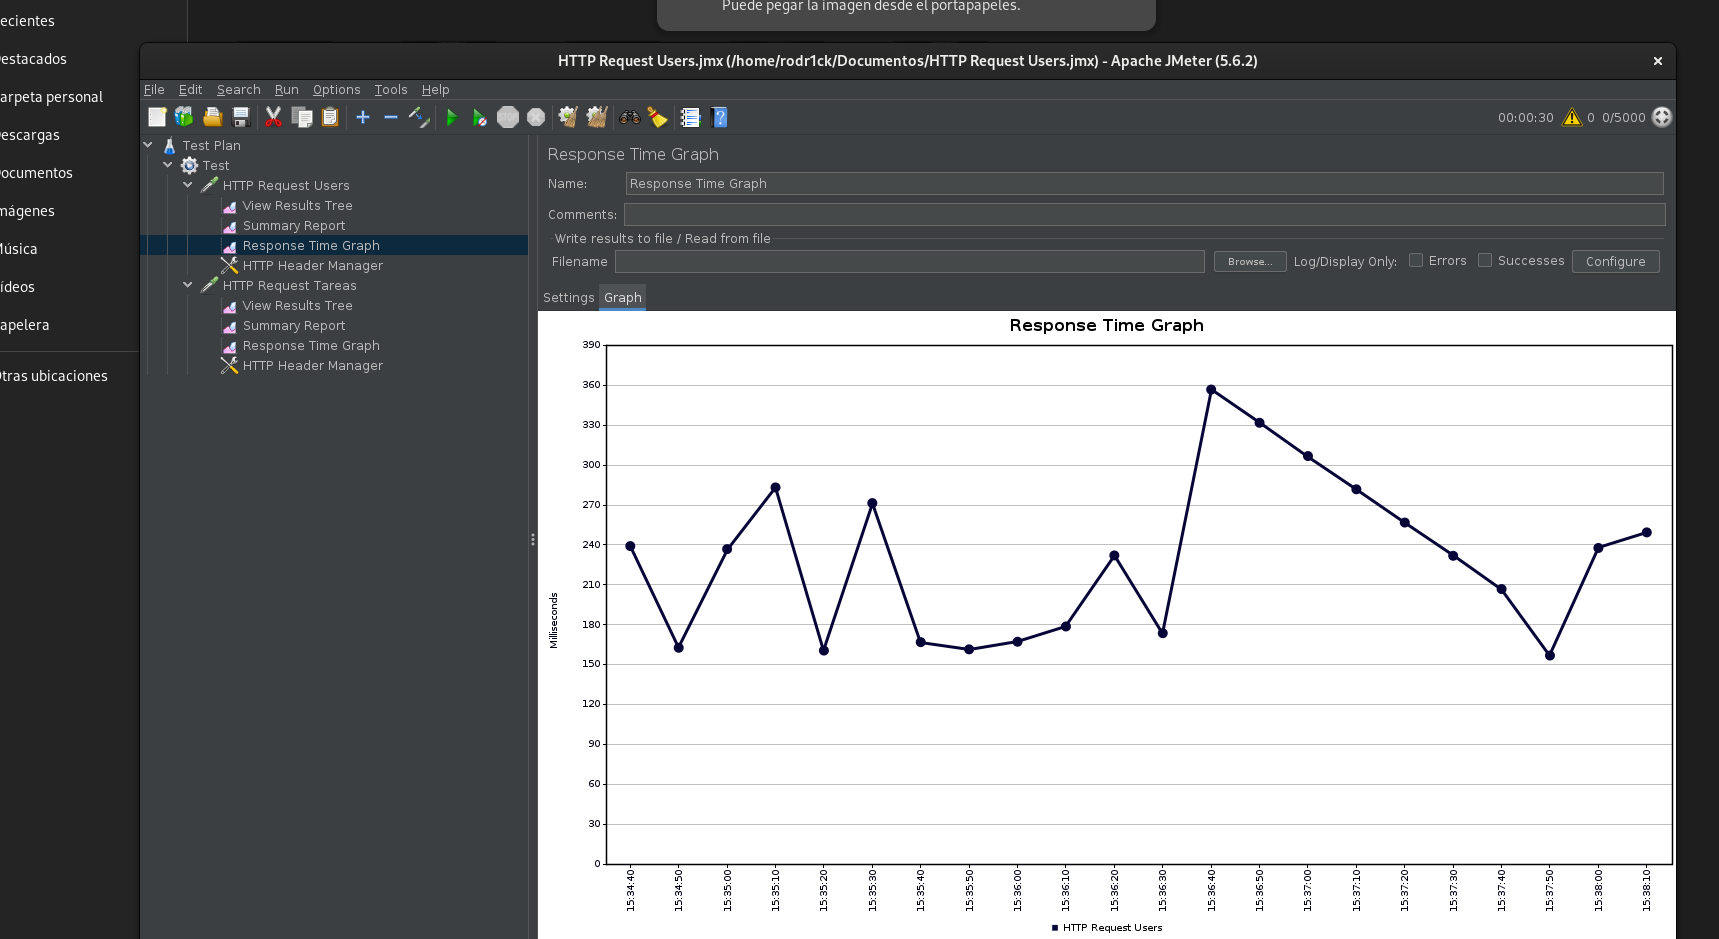 Puede pegar la imagen desde el portapapeles.
ecientes
estacados
arpeta personal
escargas
ocumentos
mágenes
úsica
ídeos
apelera
tras ubicaciones
HTTP Request Users.jmx (/home/rodr1ck/Documentos/HTTP Request Users.jmx) - Apache JMeter (5.6.2)
File Edit Search Run Options Tools Help
00:00:30 0 0/5000
Test Plan
Test
HTTP Request Users
View Results Tree
Summary Report
Response Time Graph
HTTP Header Manager
HTTP Request Tareas
View Results Tree
Summary Report
Response Time Graph
HTTP Header Manager
Response Time Graph
Name: Response Time Graph
Comments:
Write results to file / Read from file
Filename Browse... Log/Display Only: Errors Successes Configure
Settings Graph
Response Time Graph
390
360
330
300
270
240
210
180
150
120
90
60
30
0
Milliseconds
15:34:40 15:34:50 15:35:00 15:35:10 15:35:20 15:35:30 15:35:40 15:35:50 15:36:00 15:36:10 15:36:20 15:36:30 15:36:40 15:36:50 15:37:00 15:37:10 15:37:20 15:37:30 15:37:40 15:37:50 15:38:00 15:38:10
HTTP Request Users